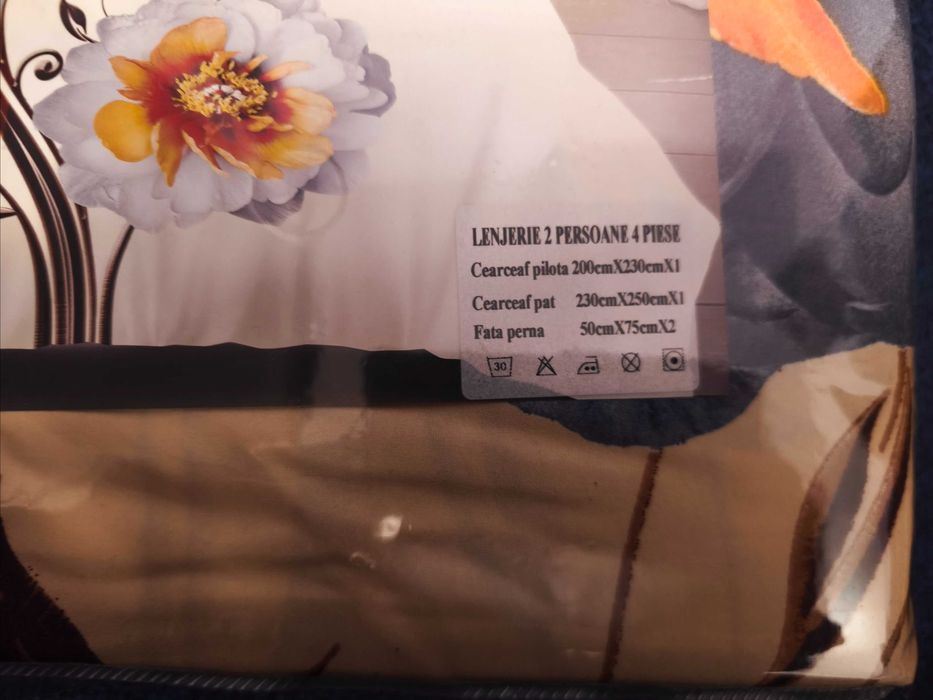 LENJERIE 2 PERSOANE 4 PIESE
Cearceaf pilota 200cmX230cmX1
Cearceaf pat 230cmX250cmX1
Fata perna 50cmX75cmX2
30